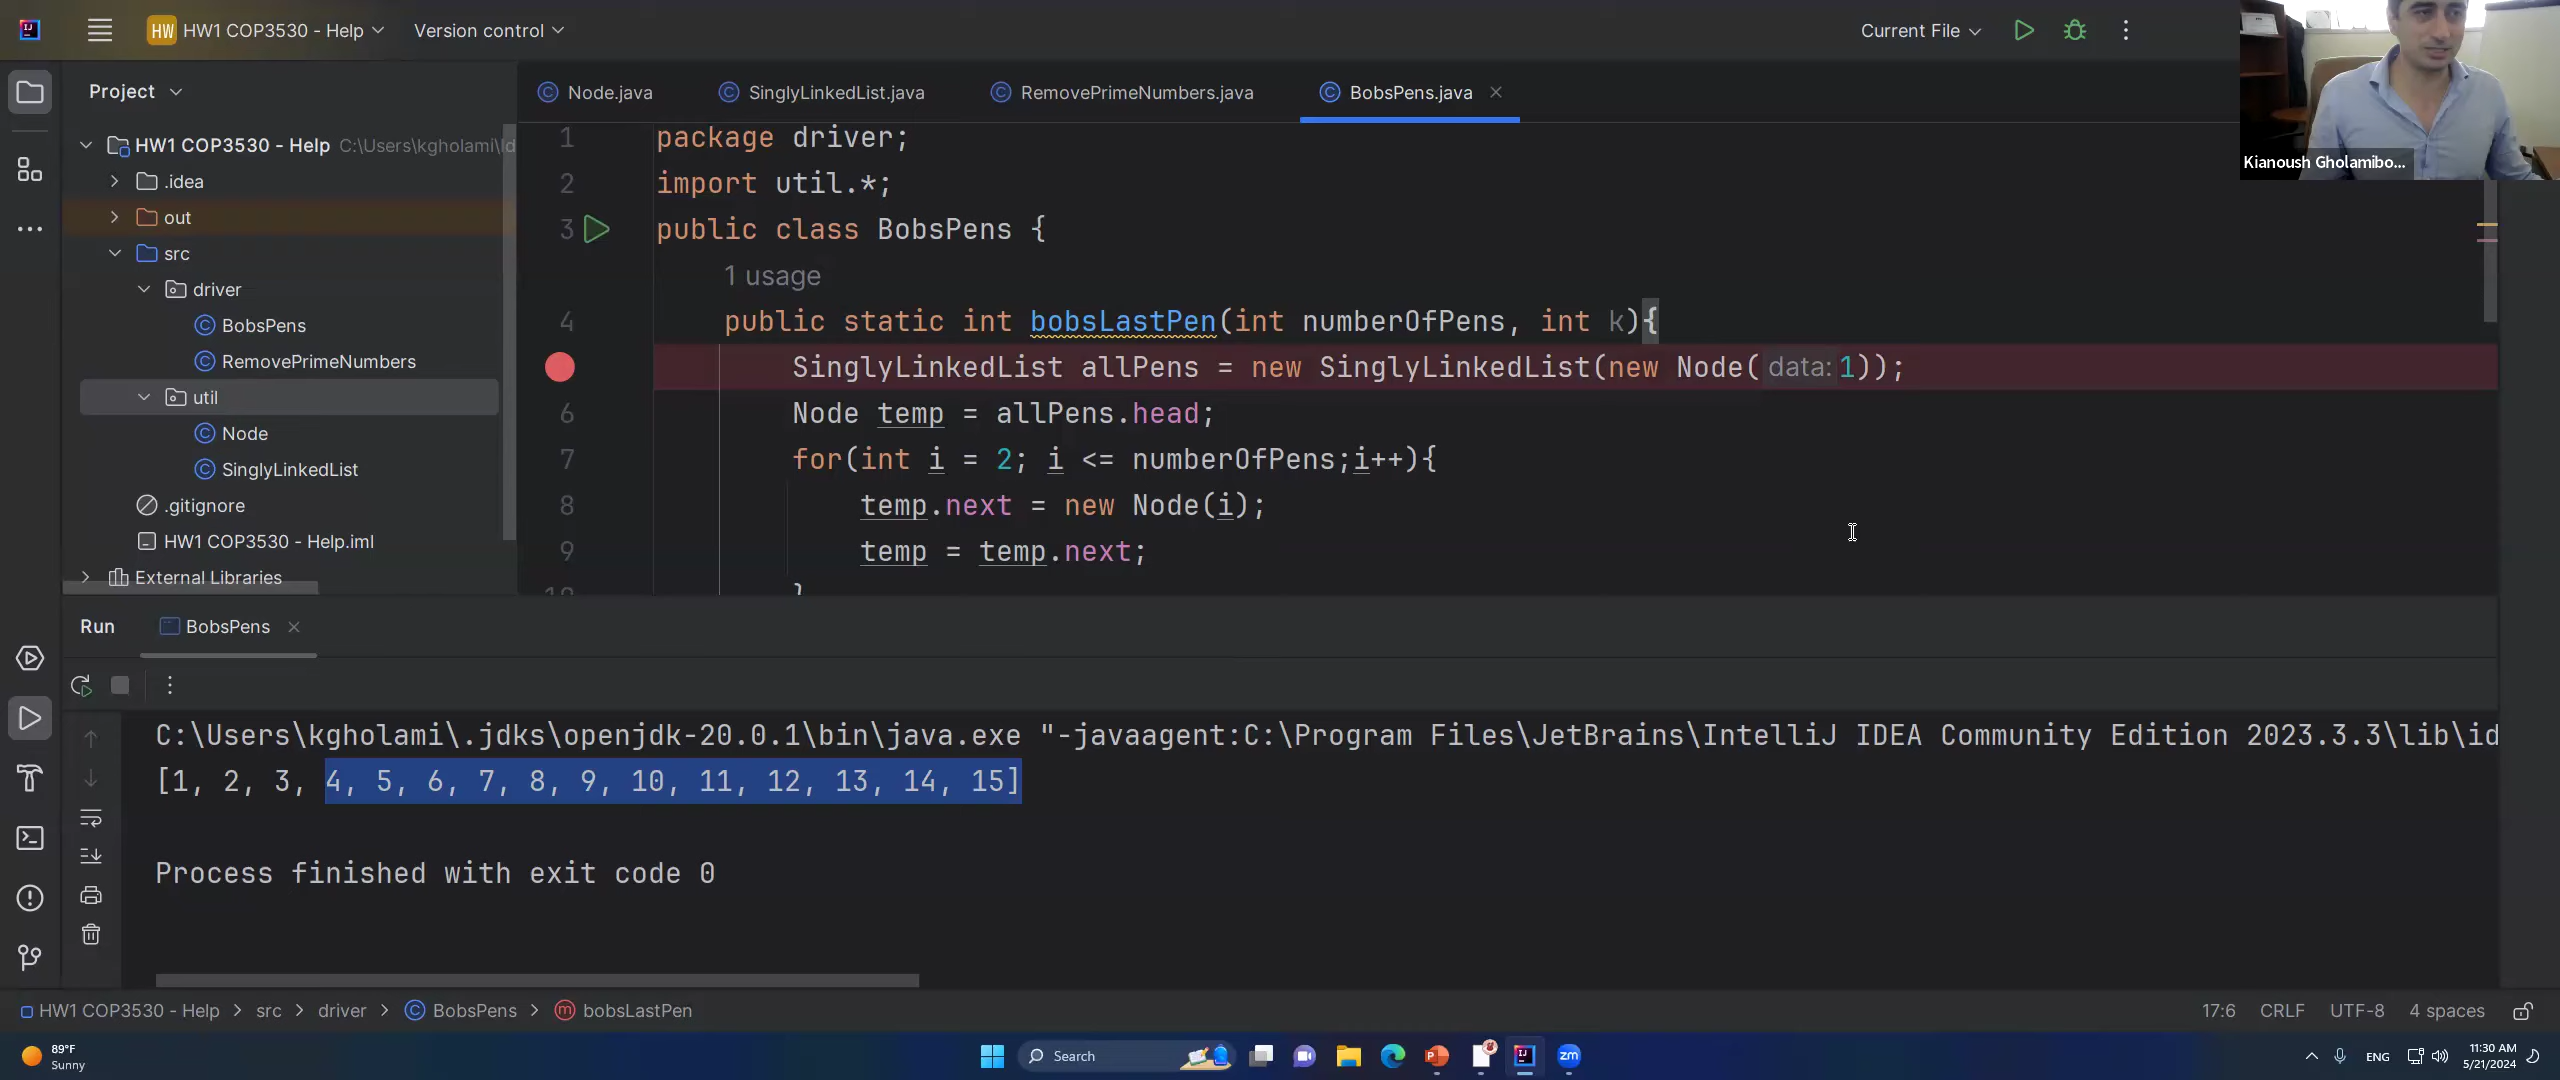 HW HW1 COP3530 - Help Version control Current File
Kianoush Gholamibo...
Project
HW1 COP3530 - Help C:\Users\kgholami\Id
.idea
out
src
driver
BobsPens
RemovePrimeNumbers
util
Node
SinglyLinkedList
.gitignore
HW1 COP3530 - Help.iml
External Libraries
Node.java SinglyLinkedList.java RemovePrimeNumbers.java BobsPens.java
1 package driver;
2 import util.*;
3 public class BobsPens {
1 usage
4 public static int bobsLastPen(int numberOfPens, int k){
SinglyLinkedList allPens = new SinglyLinkedList(new Node( data: 1));
6 Node temp = allPens.head;
7 for(int i = 2; i <= numberOfPens;i++){
8 temp.next = new Node(i);
9 temp = temp.next;
10 }
Run BobsPens
C:\Users\kgholami\.jdks\openjdk-20.0.1\bin\java.exe "-javaagent:C:\Program Files\JetBrains\IntelliJ IDEA Community Edition 2023.3.3\lib\id
[1, 2, 3, 4, 5, 6, 7, 8, 9, 10, 11, 12, 13, 14, 15]
Process finished with exit code 0
HW1 COP3530 - Help > src > driver > BobsPens > bobsLastPen 17:6 CRLF UTF-8 4 spaces
89°F
Sunny
Search
ENG
11:30 AM
5/21/2024